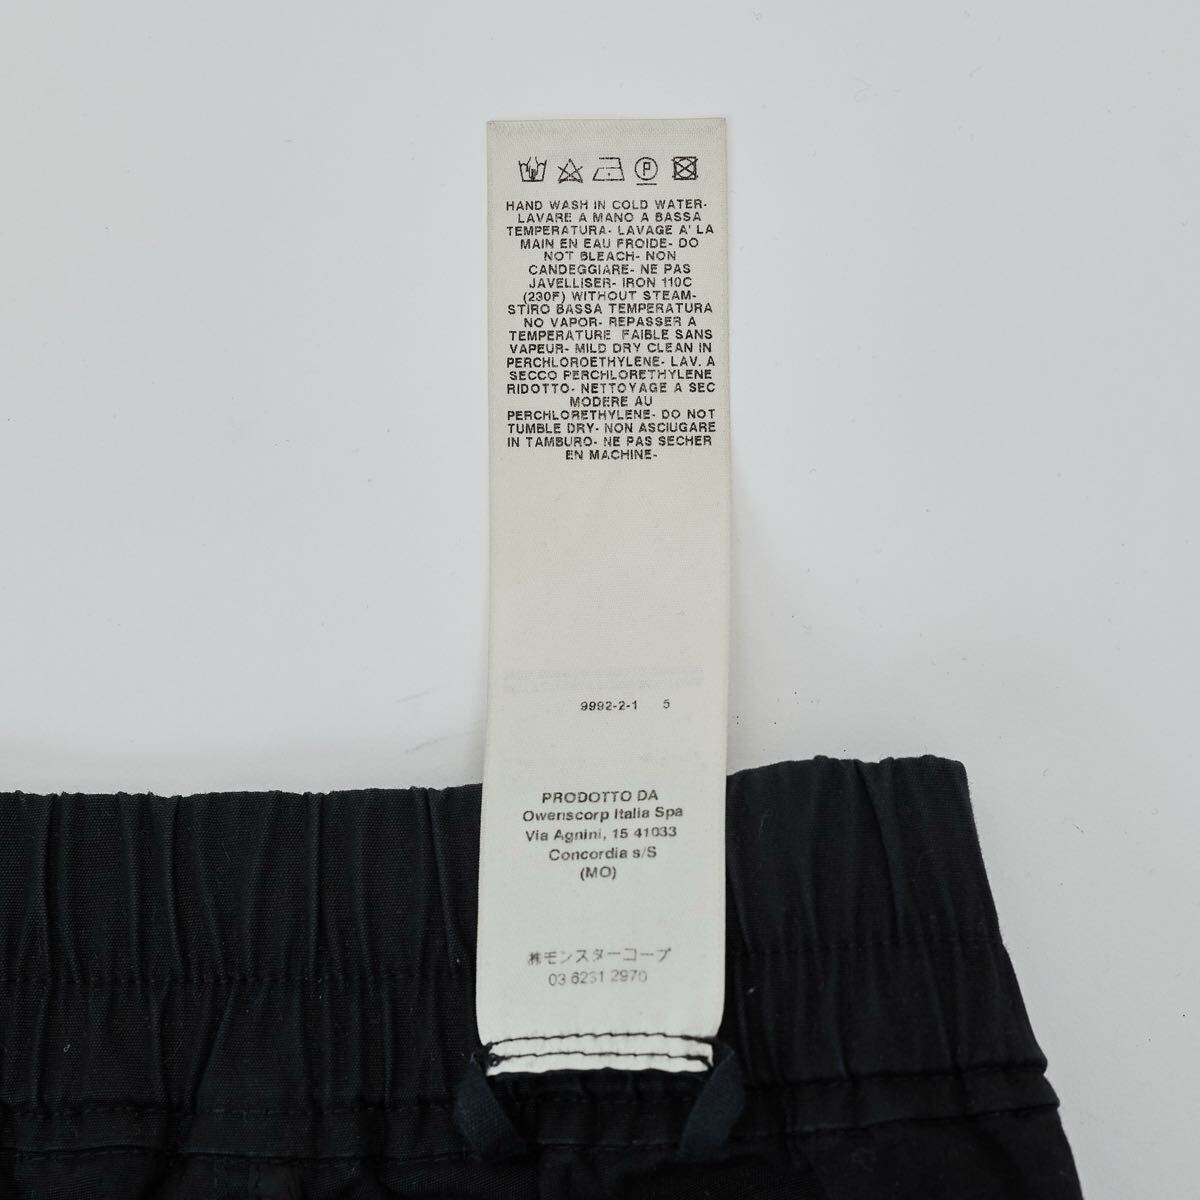 HAND WASH IN COLD WATER-
LAVARE A MANO A BASSA
TEMPERATURA- LAVAGE A' LA
MAIN EN EAU FROIDE- DO
NOT BLEACH- NON
CANDEGGIARE- NE PAS
JAVELLISER- IRON 110C
(230F) WITHOUT STEAM-
STIRO BASSA TEMPERATURA
NO VAPOR- REPASSER A
TEMPERATURE FAIBLE SANS
VAPEUR- MILD DRY CLEAN IN
PERCHLOROETHYLENE- LAV. A
SECCO PERCHLORETHYLENE
RIDOTTO- NETTOYAGE A SEC
MODERE AU
PERCHLORETHYLENE- DO NOT
TUMBLE DRY- NON ASCIUGARE
IN TAMBURO- NE PAS SECHER
EN MACHINE-
9992-2-1 5
PRODOTTO DA
Owenscorp Italia Spa
Via Agnini, 15 41033
Concordia s/S
(MO)
㈱モンスターコープ
03 6231 2970